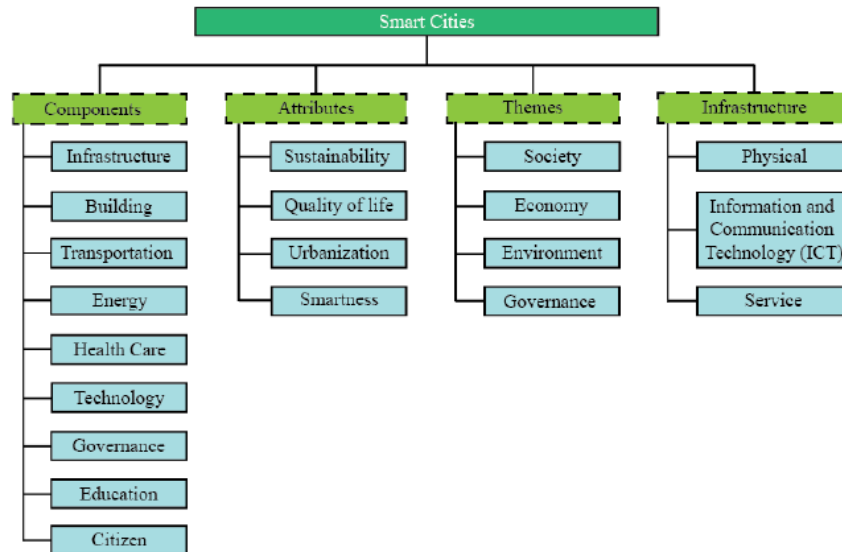 Smart Cities
Components
Infrastructure
Building
Transportation
Energy
Health Care
Technology
Governance
Education
Citizen
Attributes
Sustainability
Quality of life
Urbanization
Smartness
Themes
Society
Economy
Environment
Governance
Infrastructure
Physical
Information and
Communication
Technology (ICT)
Service